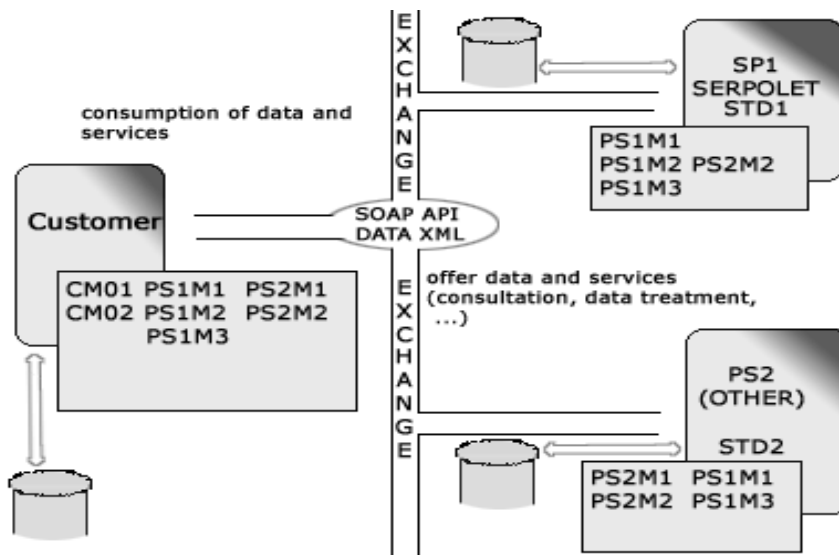 EXCHANGE
SP1
SERPOLET
STD1
PS1M1
PS1M2 PS2M2
PS1M3
consumption of data and
services
Customer
SOAP API
DATA XML
CM01 PS1M1 PS2M1
CM02 PS1M2 PS2M2
PS1M3
offer data and services
(consultation, data treatment,
...)
EXCHANGE
PS2
(OTHER)
STD2
PS2M1 PS1M1
PS2M2 PS1M3